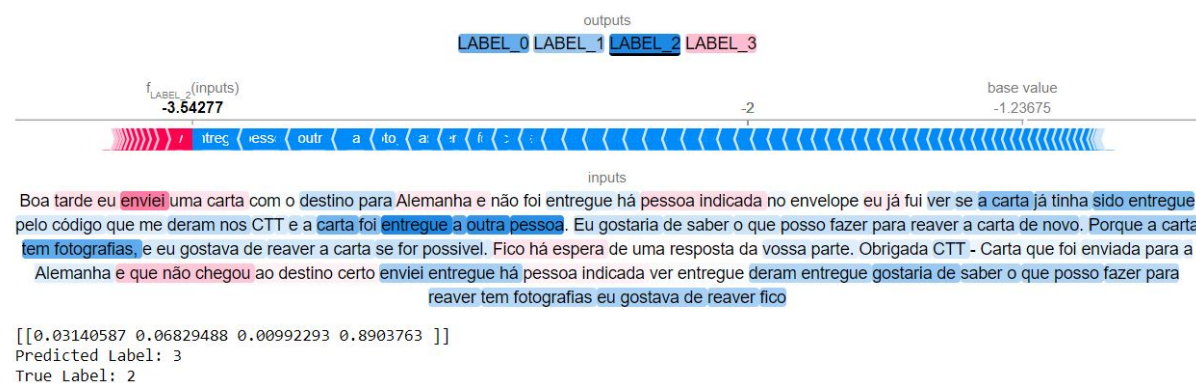 outputs
LABEL_0 LABEL_1 LABEL_2 LABEL_3
f LABEL_2 (inputs) base value
-3.54277 -2 -1.23675
outr a
inputs
Boa tarde eu enviei uma carta com o destino para Alemanha e não foi entregue há pessoa indicada no envelope eu já fui ver se a carta já tinha sido entregue
pelo código que me deram nos CTT e a carta foi entregue a outra pessoa. Eu gostaria de saber o que posso fazer para reaver a carta de novo. Porque a carta
tem fotografias, e eu gostava de reaver a carta se for possivel. Fico há espera de uma resposta da vossa parte. Obrigada CTT - Carta que foi enviada para a
Alemanha e que não chegou ao destino certo enviei entregue há pessoa indicada ver entregue deram entregue gostaria de saber o que posso fazer para
reaver tem fotografias eu gostava de reaver fico
[[0.03140587 0.06829488 0.00992293 0.8903763 ]]
Predicted Label: 3
True Label: 2